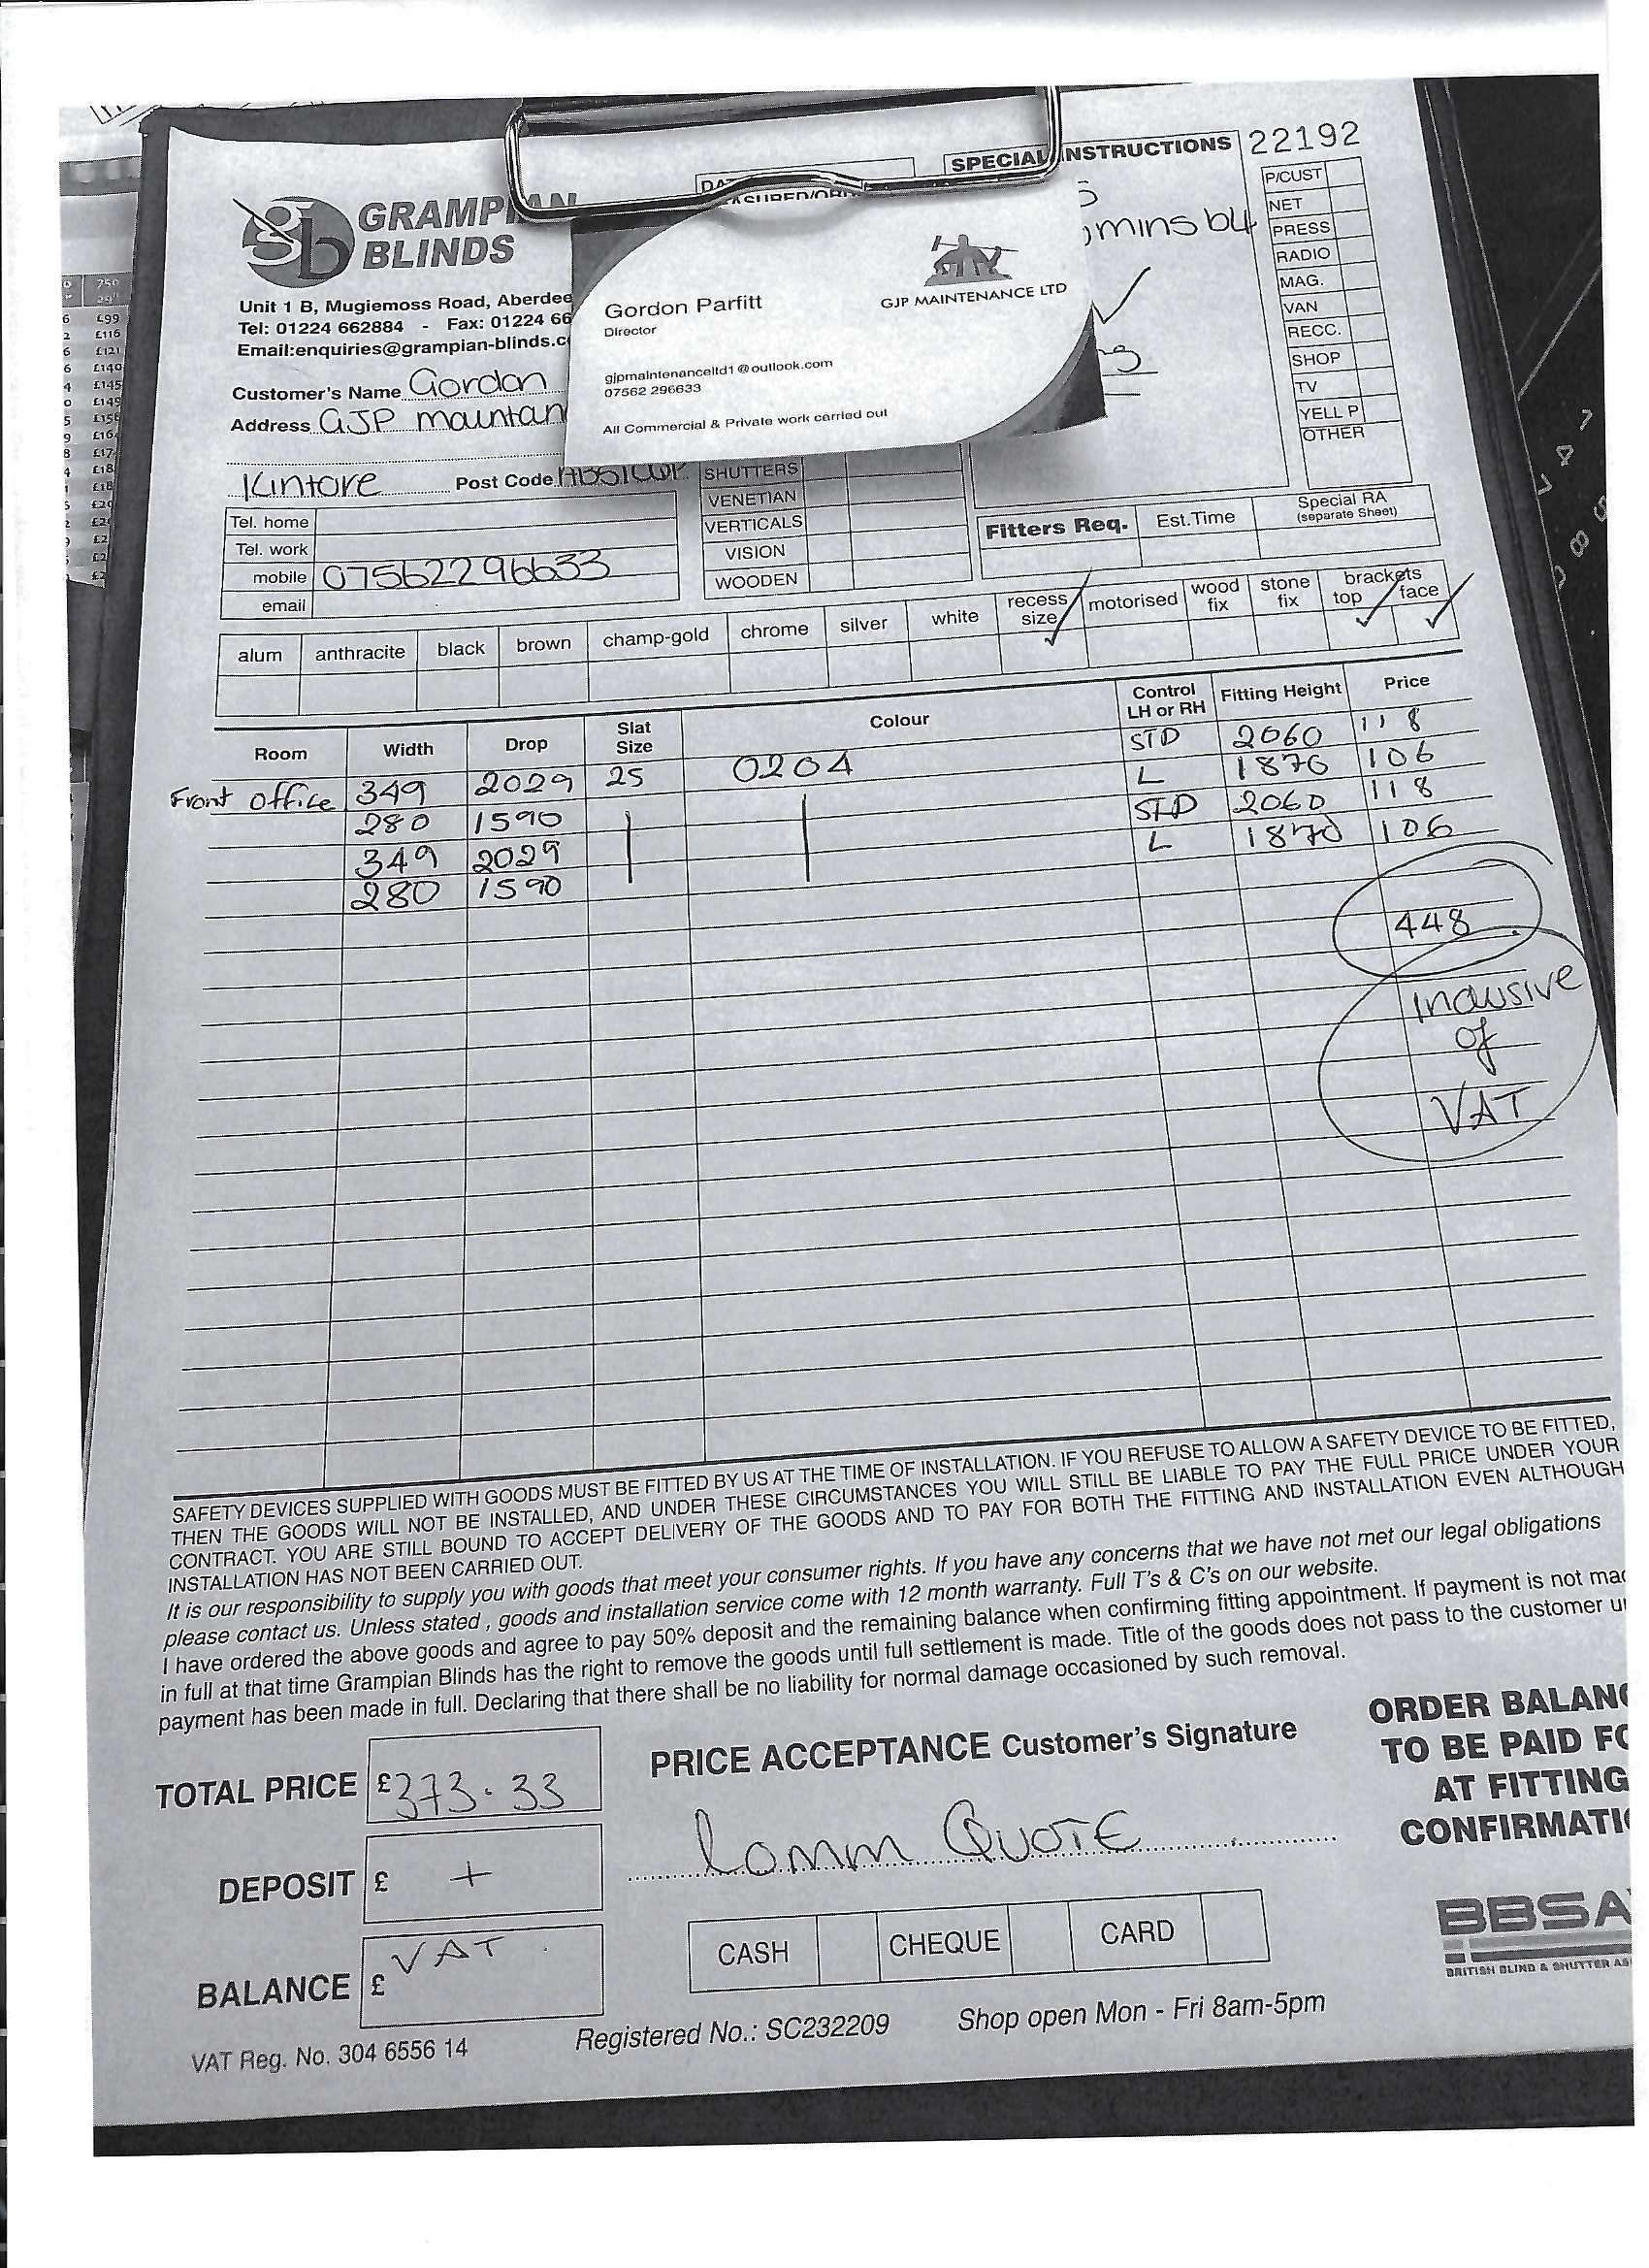 SPECIAL INSTRUCTIONS 22192
GRAMPIAN
BLINDS
Unit 1 B, Mugiemoss Road, Aberdee
Tel: 01224 662884 - Fax: 01224 66
Email:enquiries@grampian-blinds.c
Customer's Name Gordon
Address GJP maintan
Kintore Post Code
Gordon Parfitt
Director
GJP MAINTENANCE LTD
gjpmaintenanceltd1@outlook.com
07562 296633
All Commercial & Private work carried out
mins by
P/CUST
NET
PRESS
RADIO
MAG.
VAN
RECC.
SHOP
TV
YELL P
OTHER
Tel. home
Tel. work
mobile 07562296633
email
SHUTTERS
VENETIAN
VERTICALS
VISION
WOODEN
Fitters Req. Est.Time Special RA
(separate Sheet)
alum anthracite black brown champ-gold chrome silver white recess size motorised wood fix stone fix brackets top face
Room Width Drop Slat Size Colour Control LH or RH Fitting Height Price
Front office 349 2029 25 0204 STD 2060 118
280 1590 L 1870 106
349 2029 STD 2060 118
280 1590 L 1870 106
448
inclusive
of
VAT
SAFETY DEVICES SUPPLIED WITH GOODS MUST BE FITTED BY US AT THE TIME OF INSTALLATION. IF YOU REFUSE TO ALLOW A SAFETY DEVICE TO BE FITTED,
THEN THE GOODS WILL NOT BE INSTALLED, AND UNDER THESE CIRCUMSTANCES YOU WILL STILL BE LIABLE TO PAY THE FULL PRICE UNDER YOUR
CONTRACT. YOU ARE STILL BOUND TO ACCEPT DELIVERY OF THE GOODS AND TO PAY FOR BOTH THE FITTING AND INSTALLATION EVEN ALTHOUGH
INSTALLATION HAS NOT BEEN CARRIED OUT.
It is our responsibility to supply you with goods that meet your consumer rights. If you have any concerns that we have not met our legal obligations
please contact us. Unless stated , goods and installation service come with 12 month warranty. Full T's & C's on our website.
I have ordered the above goods and agree to pay 50% deposit and the remaining balance when confirming fitting appointment. If payment is not mad
in full at that time Grampian Blinds has the right to remove the goods until full settlement is made. Title of the goods does not pass to the customer u
payment has been made in full. Declaring that there shall be no liability for normal damage occasioned by such removal.
TOTAL PRICE £373.33
DEPOSIT £ +
BALANCE £ VAT
PRICE ACCEPTANCE Customer's Signature
Comm QUOTE
CASH CHEQUE CARD
ORDER BALANC
TO BE PAID FO
AT FITTING
CONFIRMATI
BBSA
BRITISH BLIND & SHUTTER AS
VAT Reg. No. 304 6556 14
Registered No.: SC232209
Shop open Mon - Fri 8am-5pm